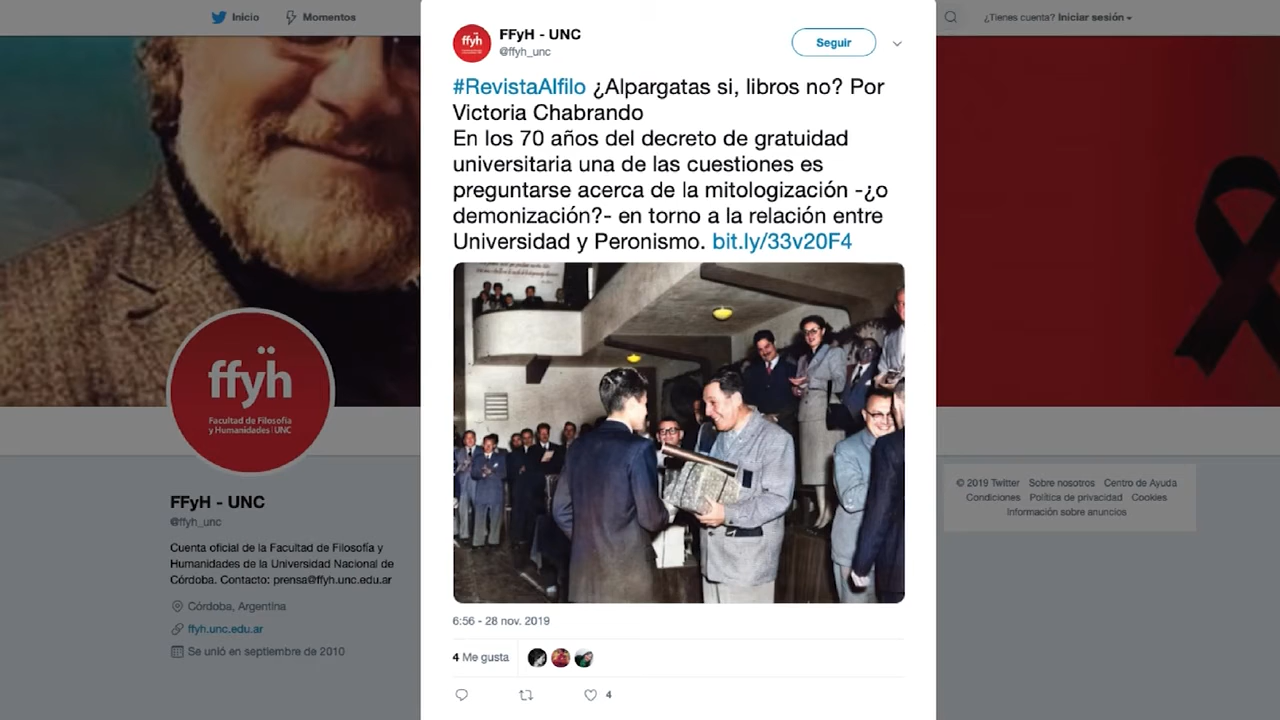 Inicio
Momentos
¿Tienes cuenta? Iniciar sesión
ffyh
FFyH - UNC
@ffyh_unc
Seguir
#RevistaAlfilo ¿Alpargatas si, libros no? Por
Victoria Chabrando
En los 70 años del decreto de gratuidad
universitaria una de las cuestiones es
preguntarse acerca de la mitologización -¿o
demonización?- en torno a la relación entre
Universidad y Peronismo. bit.ly/33v20F4
6:56 - 28 nov. 2019
4 Me gusta
4
ffyh
Facultad de Filosofía
y Humanidades | UNC
FFyH - UNC
@ffyh_unc
Cuenta oficial de la Facultad de Filosofía y
Humanidades de la Universidad Nacional de
Córdoba. Contacto: prensa@ffyh.unc.edu.ar
Córdoba, Argentina
ffyh.unc.edu.ar
Se unió en septiembre de 2010
© 2019 Twitter Sobre nosotros Centro de Ayuda
Condiciones Política de privacidad Cookies
Información sobre anuncios